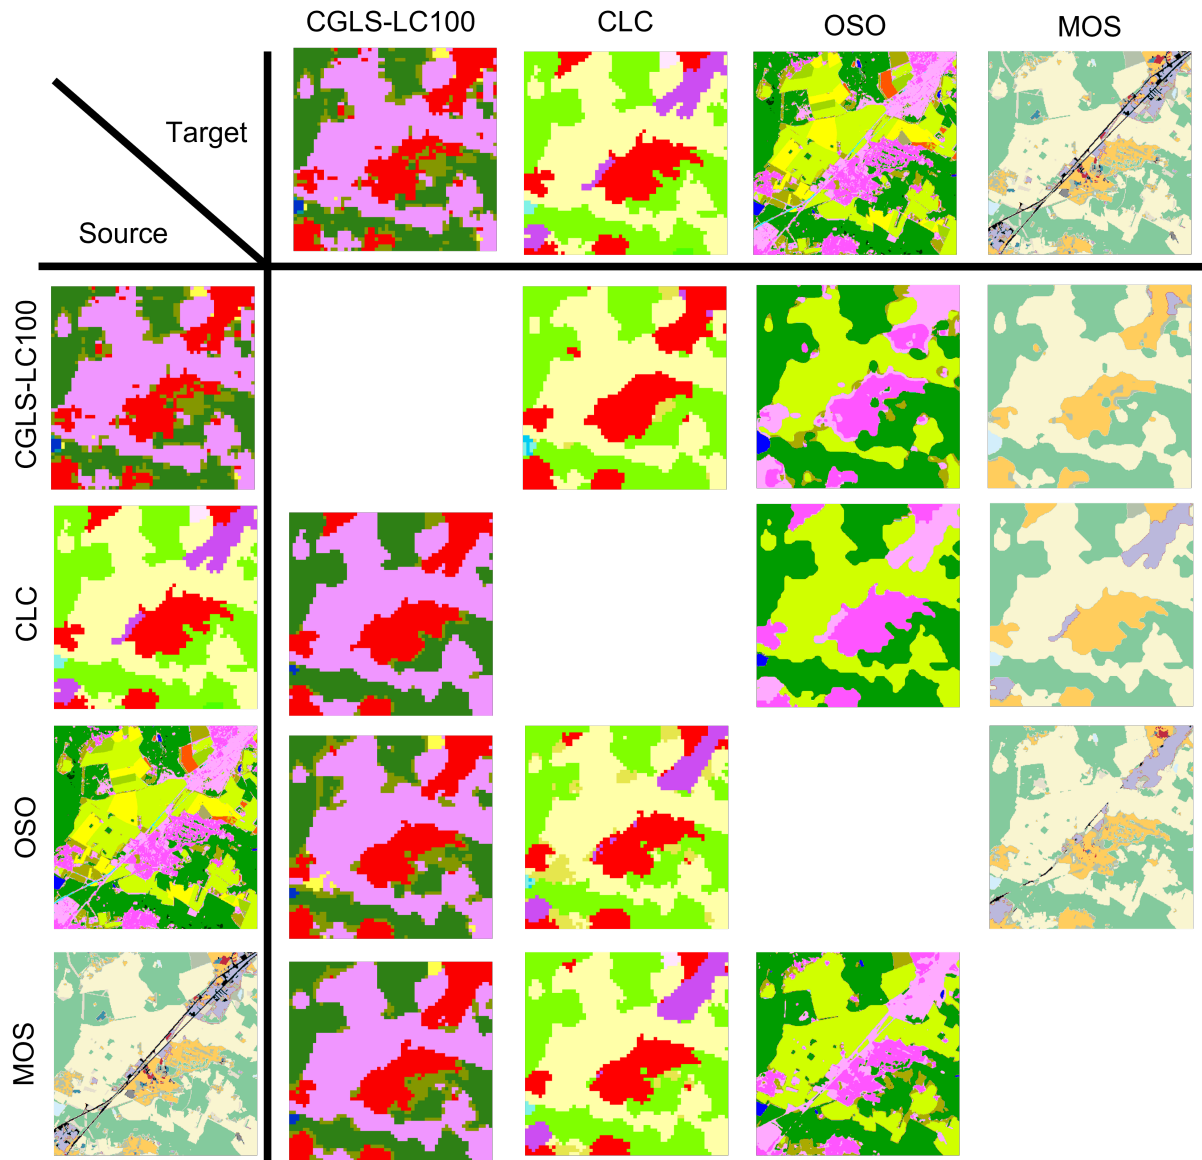 CGLS-LC100 CLC OSO MOS
Target
Source
CGLS-LC100
CLC
OSO
MOS